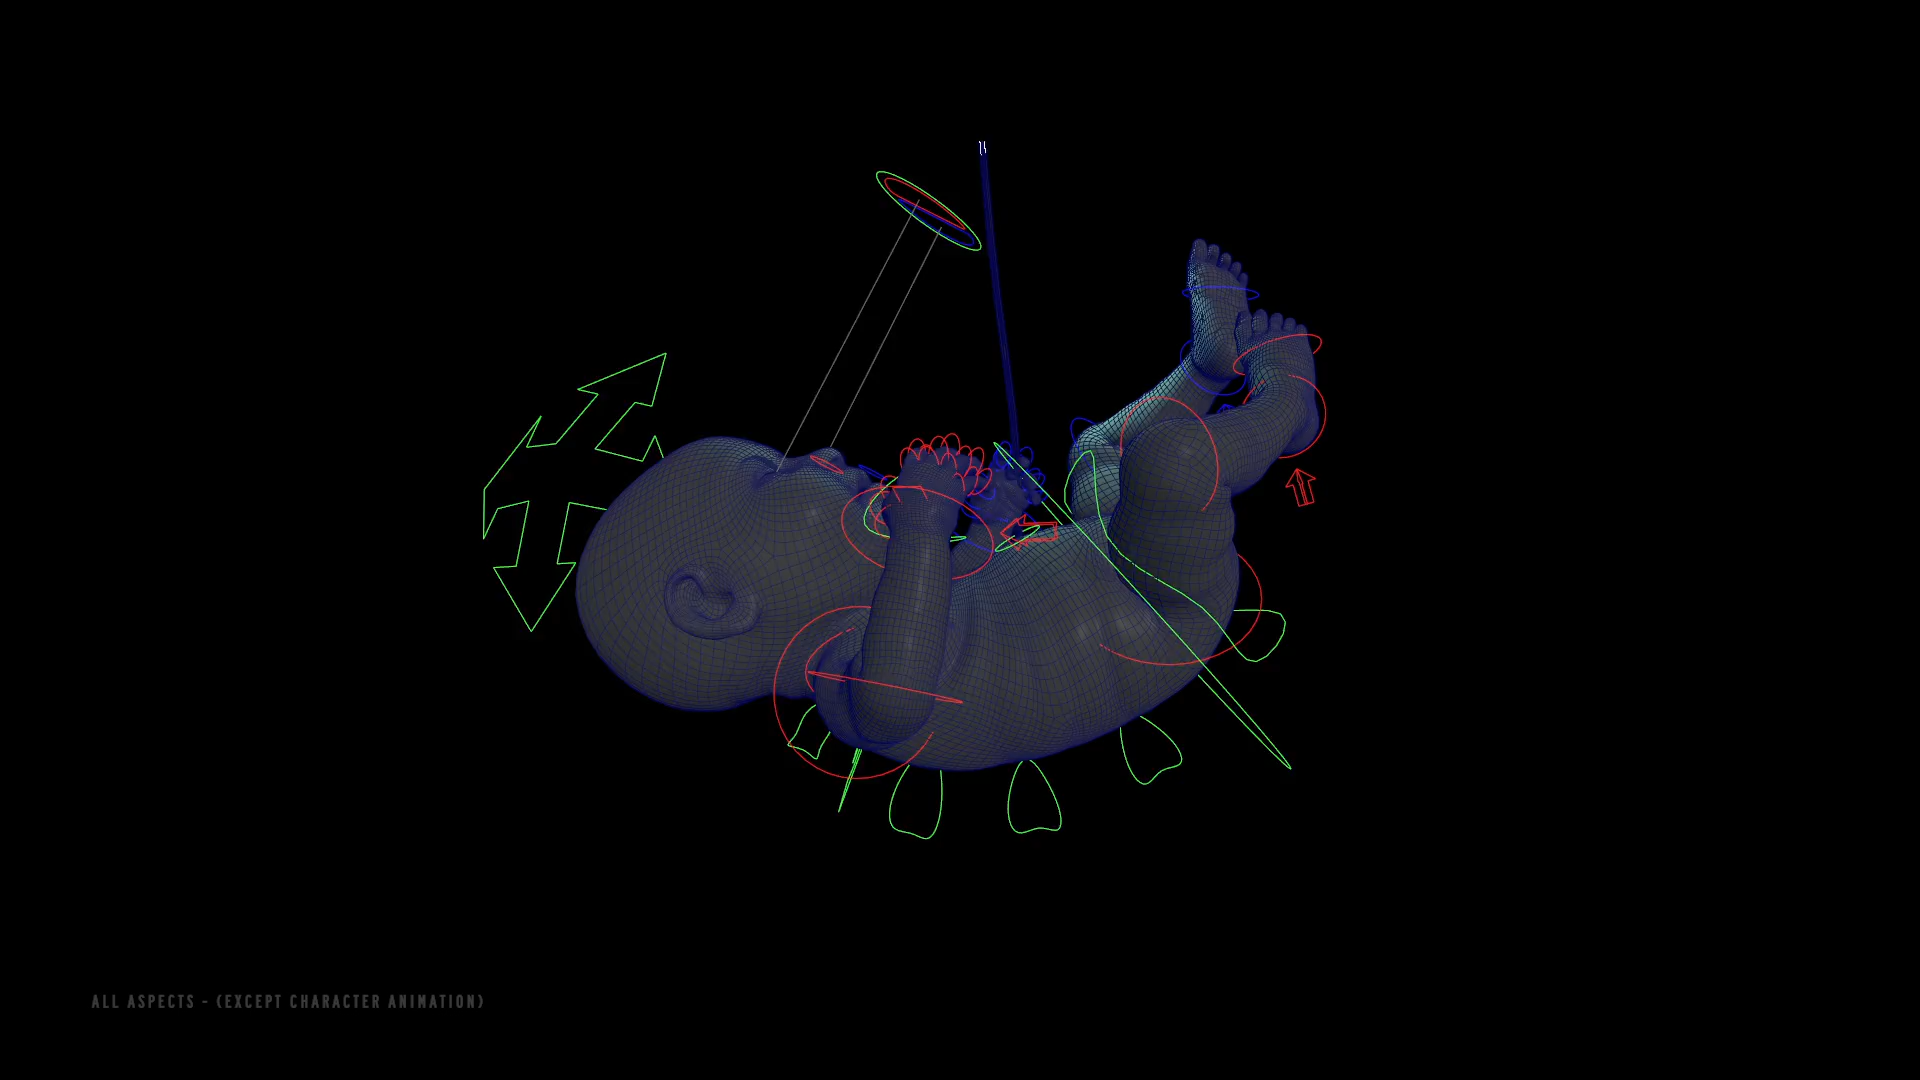 ALL ASPECTS - (EXCEPT CHARACTER ANIMATION)